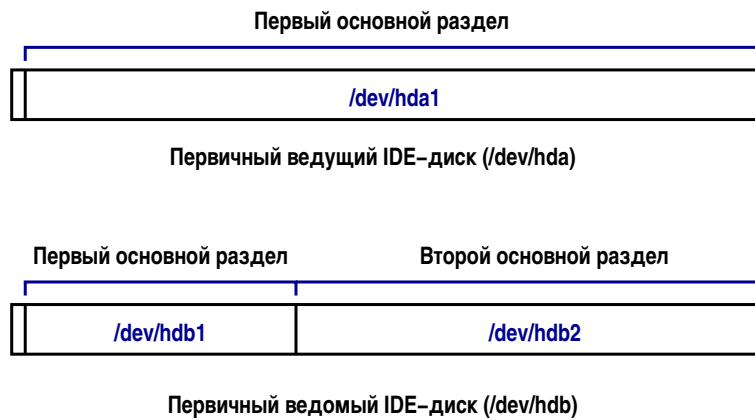 Первый основной раздел
/dev/hda1
Первичный ведущий IDE−диск (/dev/hda)
Первый основной раздел Второй основной раздел
/dev/hdb1 /dev/hdb2
Первичный ведомый IDE−диск (/dev/hdb)